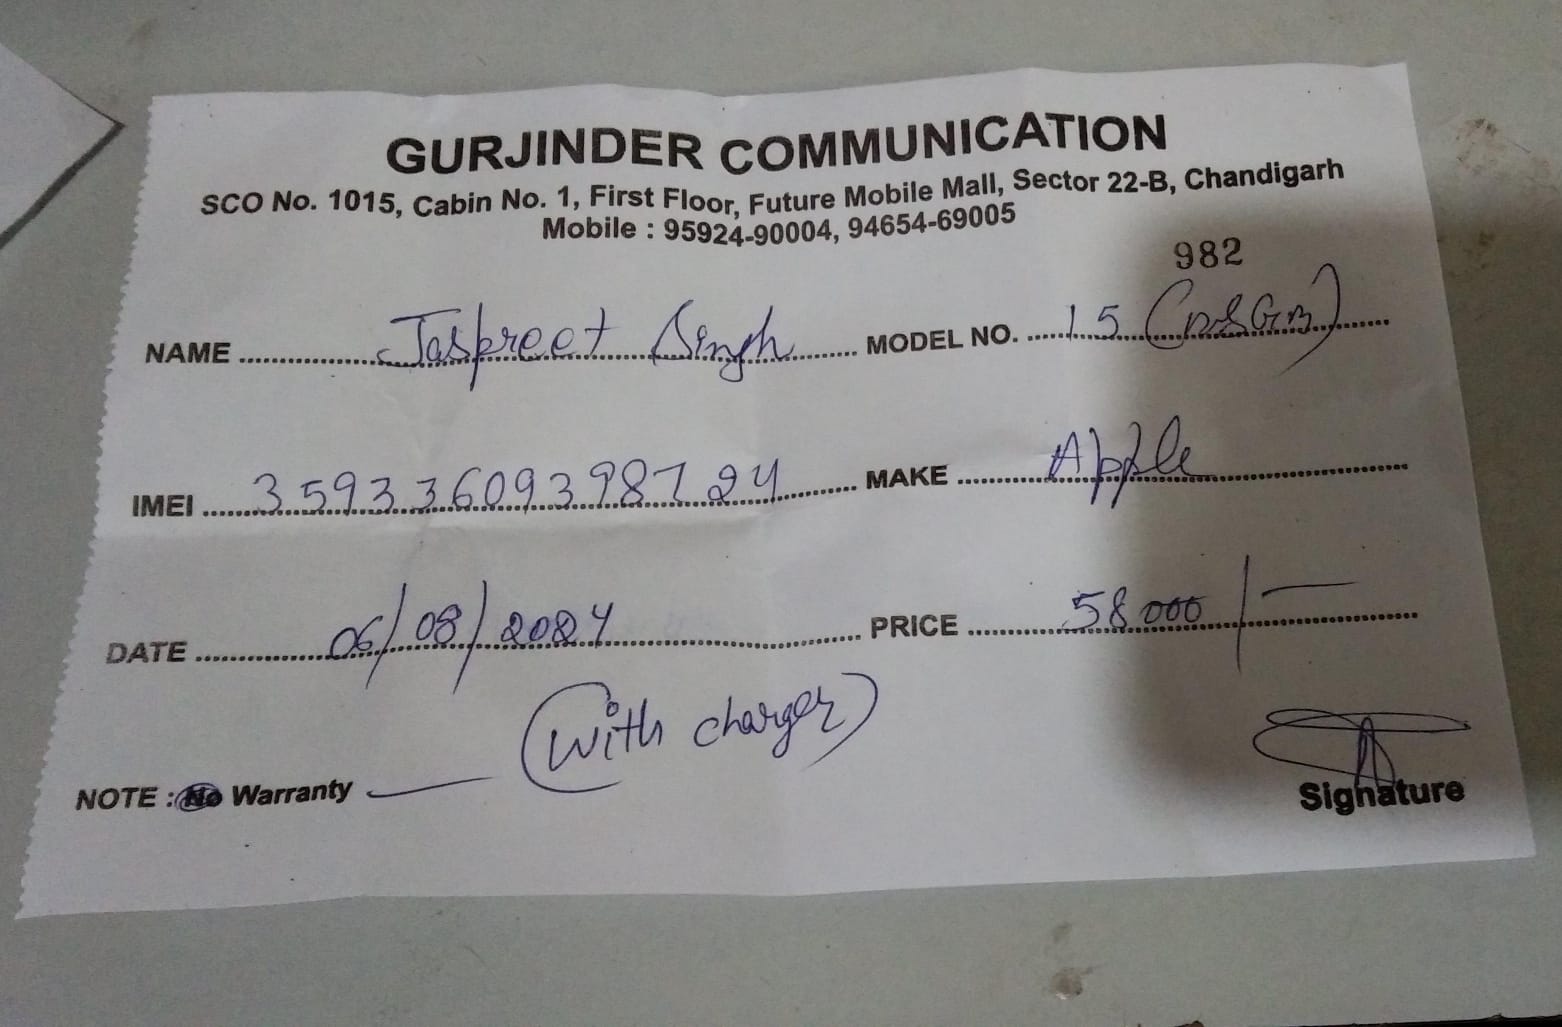 GURJINDER COMMUNICATION
SCO No. 1015, Cabin No. 1, First Floor, Future Mobile Mall, Sector 22-B, Chandigarh
Mobile : 95924-90004, 94654-69005
982
NAME Jaspreet Singh MODEL NO. 15 (128GB)
IMEI 359336093987124 MAKE Apple
DATE 06/08/2024 PRICE 58000/-
(With charger)
NOTE : No Warranty
Signature